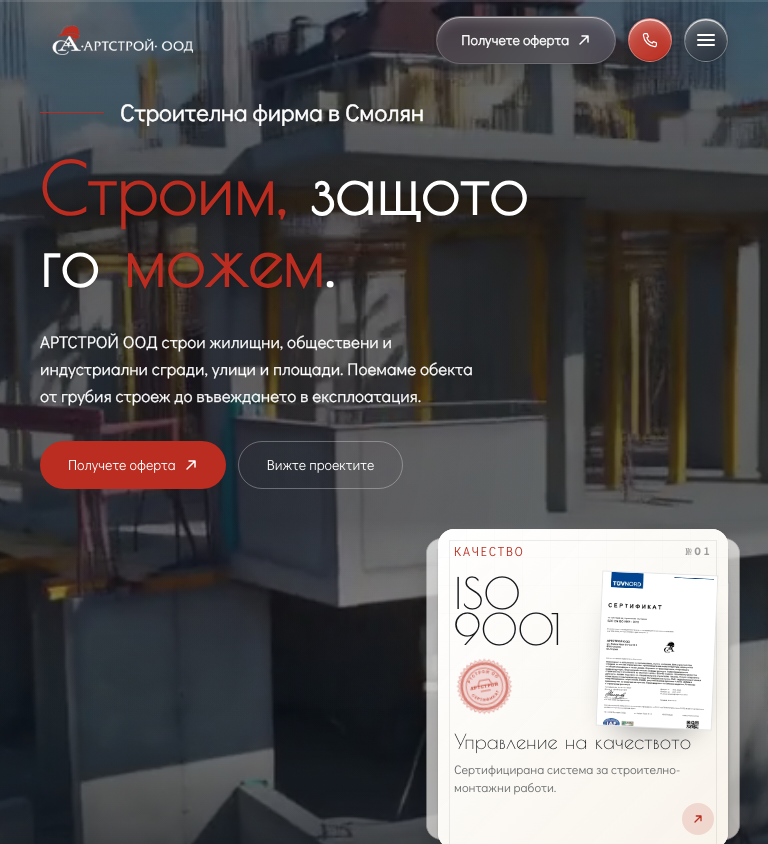 ·АРТСТРОЙ· ООД
Получете оферта
Строителна фирма в Смолян
Строим, защото
го можем.
АРТСТРОЙ ООД строи жилищни, обществени и
индустриални сгради, улици и площади. Поемаме обекта
от грубия строеж до въвеждането в експлоатация.
Получете оферта
Вижте проектите
КАЧЕСТВО
№01
ISO
9001
TÜVNORD
СЕРТИФИКАТ
АРТСТРОЙ
Управление на качеството
Сертифицирана система за строително-
монтажни работи.